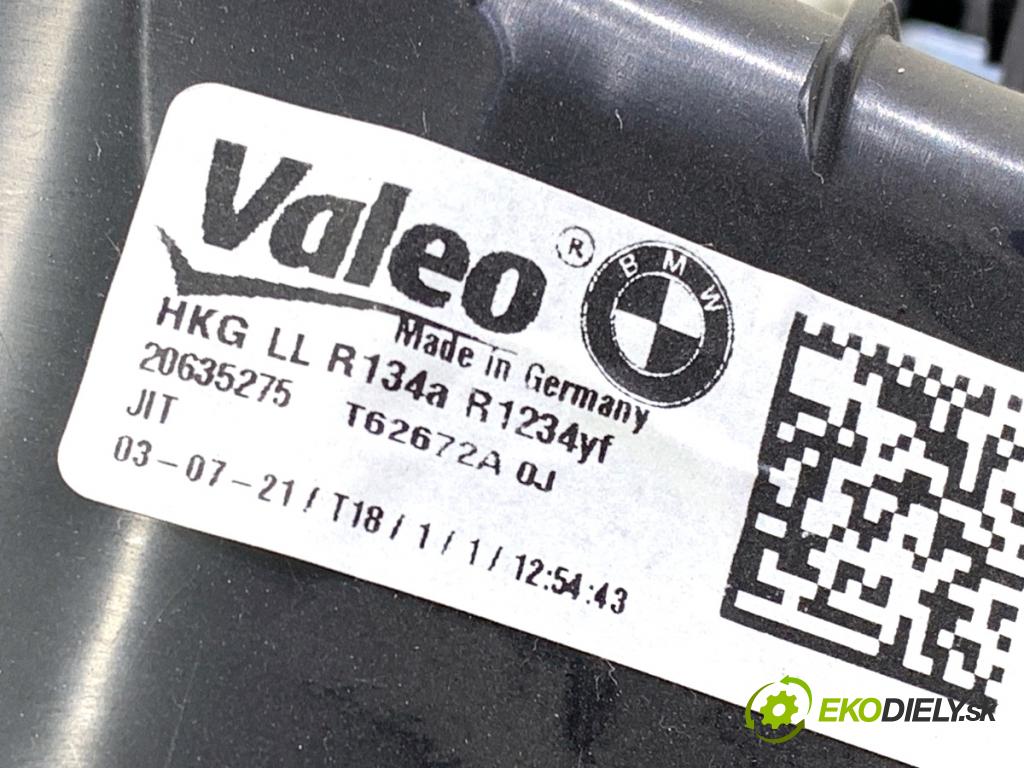 Valeo ®
BMW
Made in Germany
HKG LL R134a R1234yf
20635275 T62672A 0J
JIT
03-07-21 / T18 / 1 / 1 / 12:54:43
EKODIELY.SK